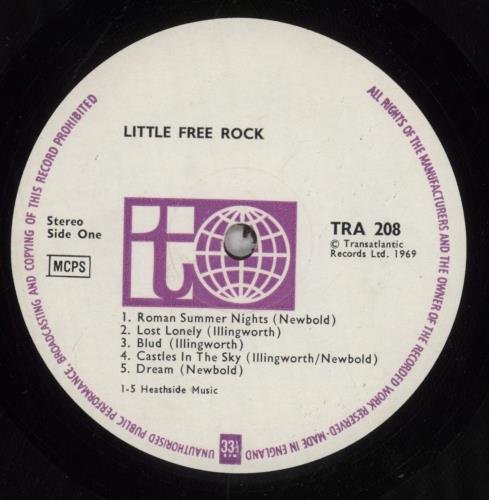 LITTLE FREE ROCK
Stereo
Side One
MCPS
it
TRA 208
© Transatlantic
Records Ltd. 1969
1. Roman Summer Nights (Newbold)
2. Lost Lonely (Illingworth)
3. Blud (Illingworth)
4. Castles In The Sky (Illingworth/Newbold)
5. Dream (Newbold)
1-5 Heathside Music
ALL RIGHTS OF THE MANUFACTURERS AND THE OWNER OF THE RECORDED WORK RESERVED-MADE IN ENGLAND
33⅓
RPM
UNAUTHORISED PUBLIC PERFORMANCE, BROADCASTING AND COPYING OF THIS RECORD PROHIBITED